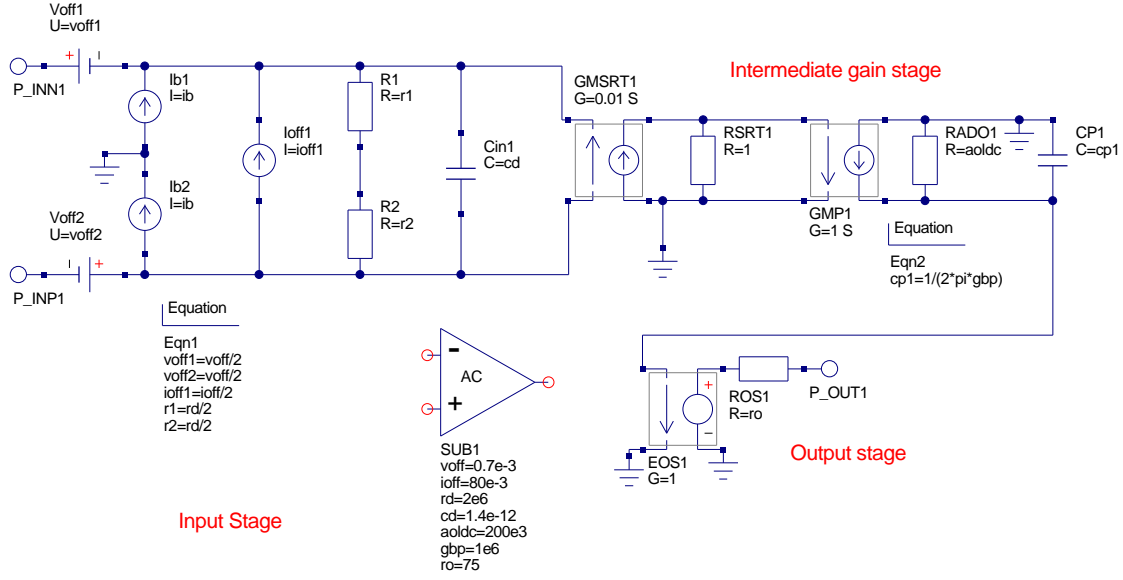 Voff1
U=voff1
P_INN1
Ib1
I=ib
Ioff1
I=ioff1
R1
R=r1
Cin1
C=cd
GMSRT1
G=0.01 S
Intermediate gain stage
RSRT1
R=1
GMP1
G=1 S
RADO1
R=aoldc
CP1
C=cp1
Ib2
I=ib
R2
R=r2
Voff2
U=voff2
P_INP1
Equation
Eqn2
cp1=1/(2*pi*gbp)
Equation
Eqn1
voff1=voff/2
voff2=voff/2
ioff1=ioff/2
r1=rd/2
r2=rd/2
AC
SUB1
voff=0.7e-3
ioff=80e-3
rd=2e6
cd=1.4e-12
aoldc=200e3
gbp=1e6
ro=75
EOS1
G=1
ROS1
R=ro
P_OUT1
Output stage
Input Stage